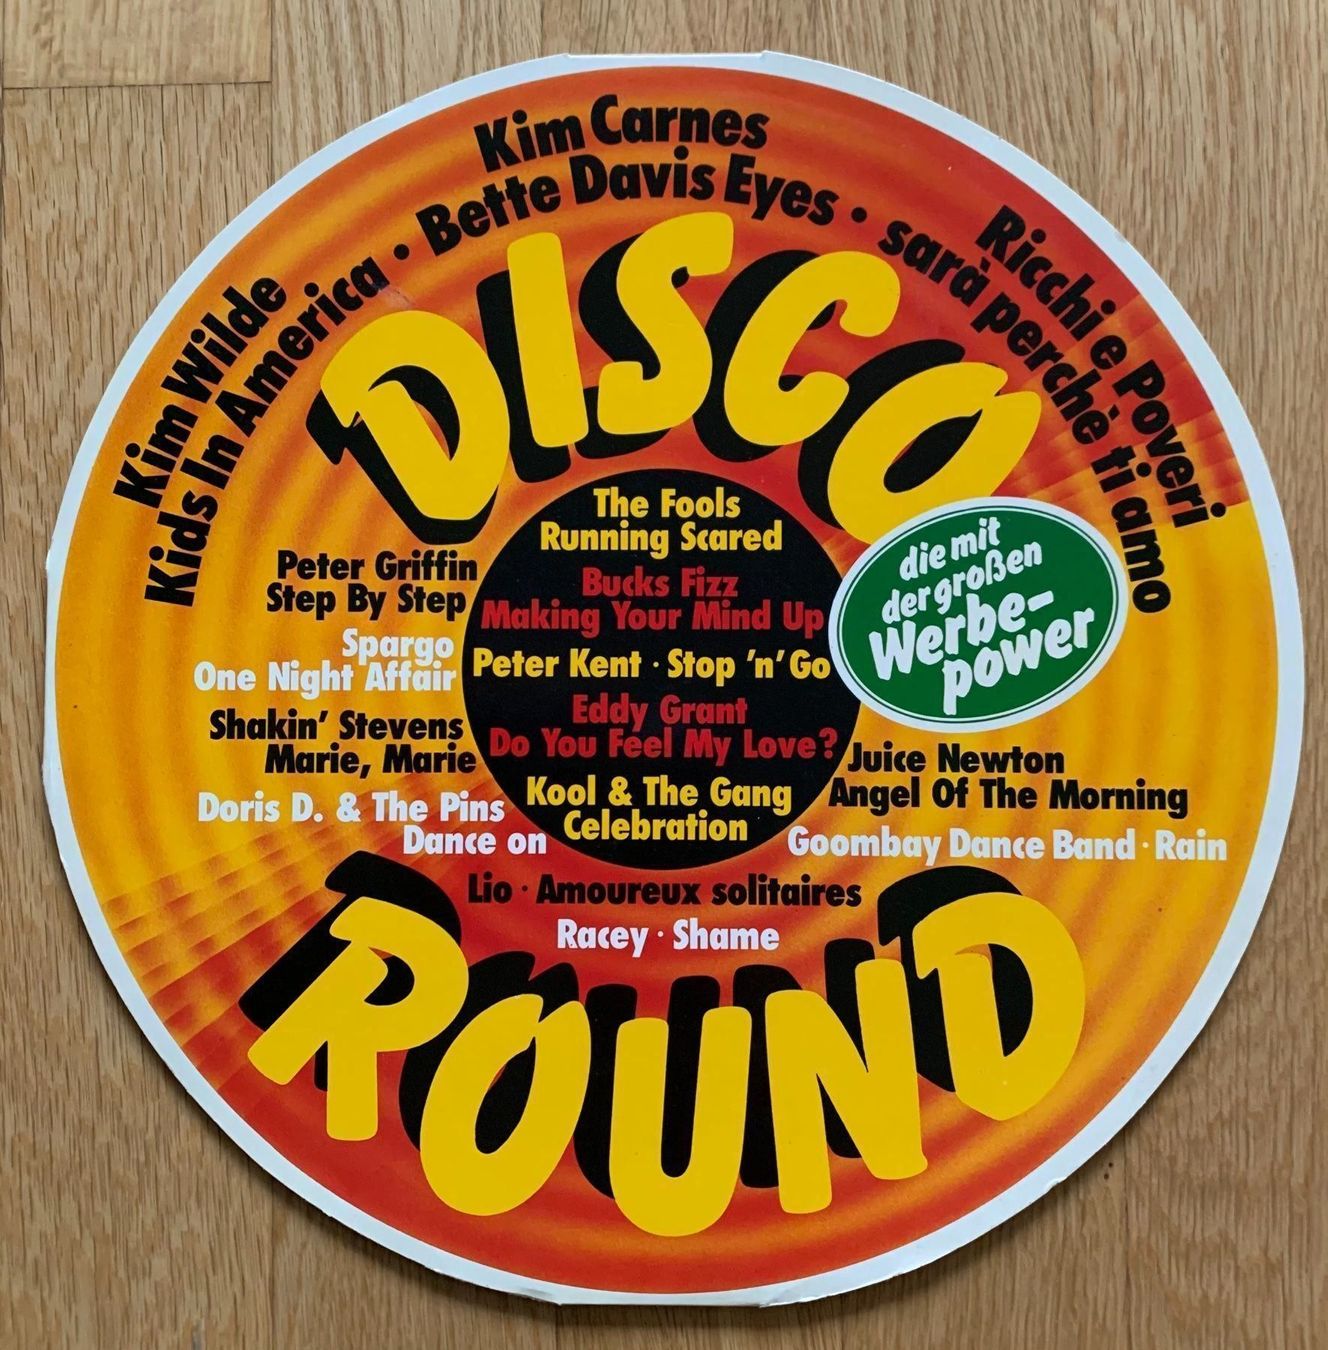 Kim Wilde
Kids In America ·
Kim Carnes
Bette Davis Eyes ·
Ricchi e Poveri
sarà perchè ti amo
DISCO
The Fools
Running Scared
Bucks Fizz
Making Your Mind Up
Peter Kent · Stop 'n' Go
Eddy Grant
Do You Feel My Love?
Kool & The Gang
Celebration
Peter Griffin
Step By Step
Spargo
One Night Affair
Shakin' Stevens
Marie, Marie
Doris D. & The Pins
Dance on
die mit
der großen
Werbe-
power
Juice Newton
Angel Of The Morning
Goombay Dance Band · Rain
Lio · Amoureux solitaires
Racey · Shame
ROUND